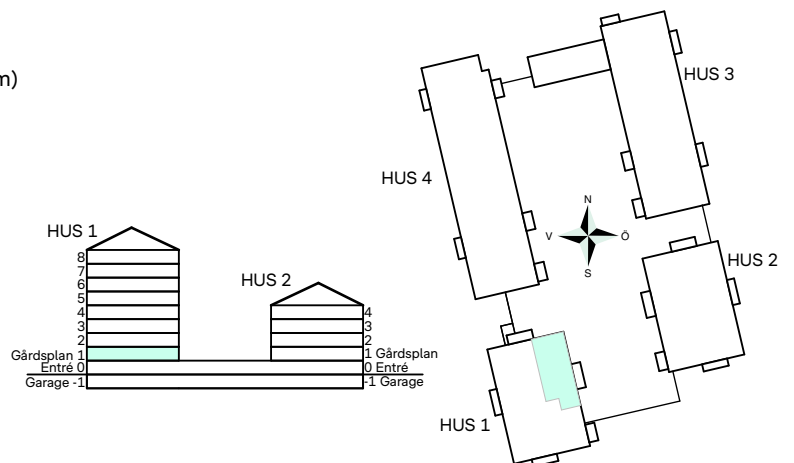 m)
HUS 3
HUS 4
N
V
Ö
S
HUS 2
HUS 1
HUS 1
8
7
6
5
4
3
2
Gårdsplan 1
Entré 0
Garage -1
HUS 2
4
3
2
1 Gårdsplan
0 Entré
-1 Garage